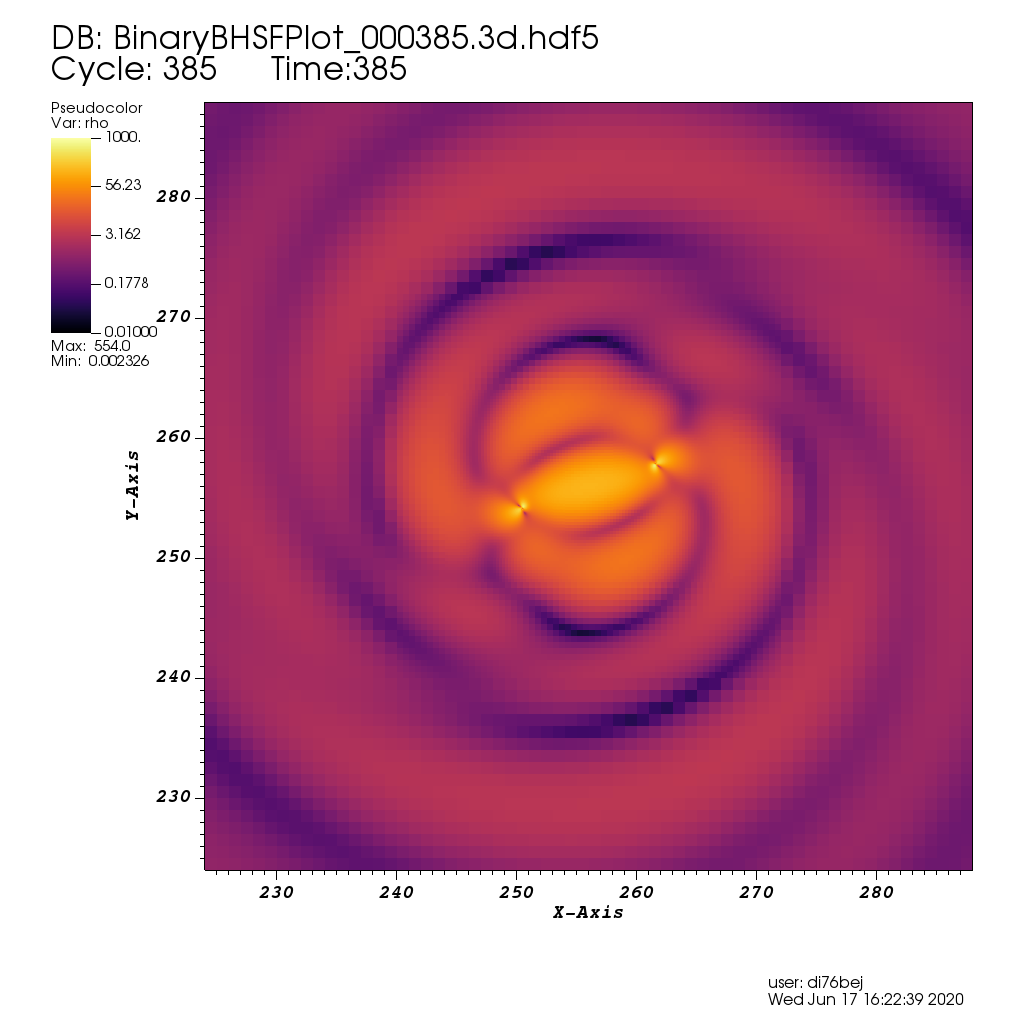 DB: BinaryBHSFPlot_000385.3d.hdf5
Cycle: 385 Time:385
Pseudocolor
Var: rho
1000.
56.23
3.162
0.1778
0.01000
Max: 554.0
Min: 0.002326
280
270
260
250
240
230
Y-Axis
230 240 250 260 270 280
X-Axis
user: di76bej
Wed Jun 17 16:22:39 2020